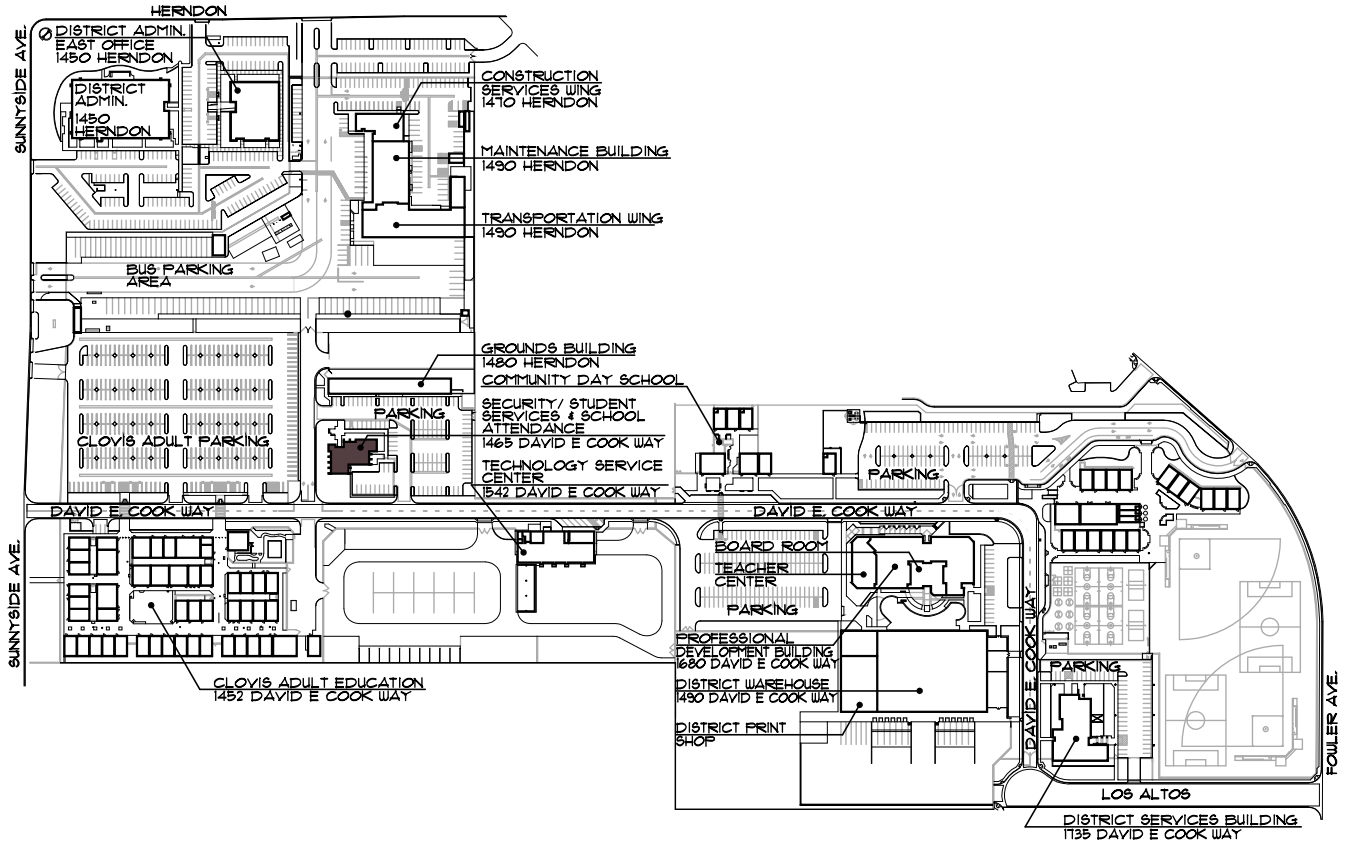 HERNDON
SUNNYSIDE AVE.
DISTRICT ADMIN.
EAST OFFICE
1450 HERNDON
DISTRICT
ADMIN.
1450
HERNDON
CONSTRUCTION
SERVICES WING
1470 HERNDON
MAINTENANCE BUILDING
1490 HERNDON
TRANSPORTATION WING
1490 HERNDON
BUS PARKING
AREA
GROUNDS BUILDING
1480 HERNDON
COMMUNITY DAY SCHOOL
SECURITY/ STUDENT
SERVICES & SCHOOL
ATTENDANCE
1465 DAVID E COOK WAY
TECHNOLOGY SERVICE
CENTER
1542 DAVID E COOK WAY
PARKING
CLOVIS ADULT PARKING
PARKING
DAVID E. COOK WAY
DAVID E. COOK WAY
SUNNYSIDE AVE.
BOARD ROOM
TEACHER
CENTER
PARKING
PROFESSIONAL
DEVELOPMENT BUILDING
1680 DAVID E COOK WAY
DISTRICT WAREHOUSE
1490 DAVID E COOK WAY
DISTRICT PRINT
SHOP
CLOVIS ADULT EDUCATION
1452 DAVID E COOK WAY
DAVID E. COOK WAY
PARKING
FOWLER AVE.
LOS ALTOS
DISTRICT SERVICES BUILDING
1735 DAVID E COOK WAY